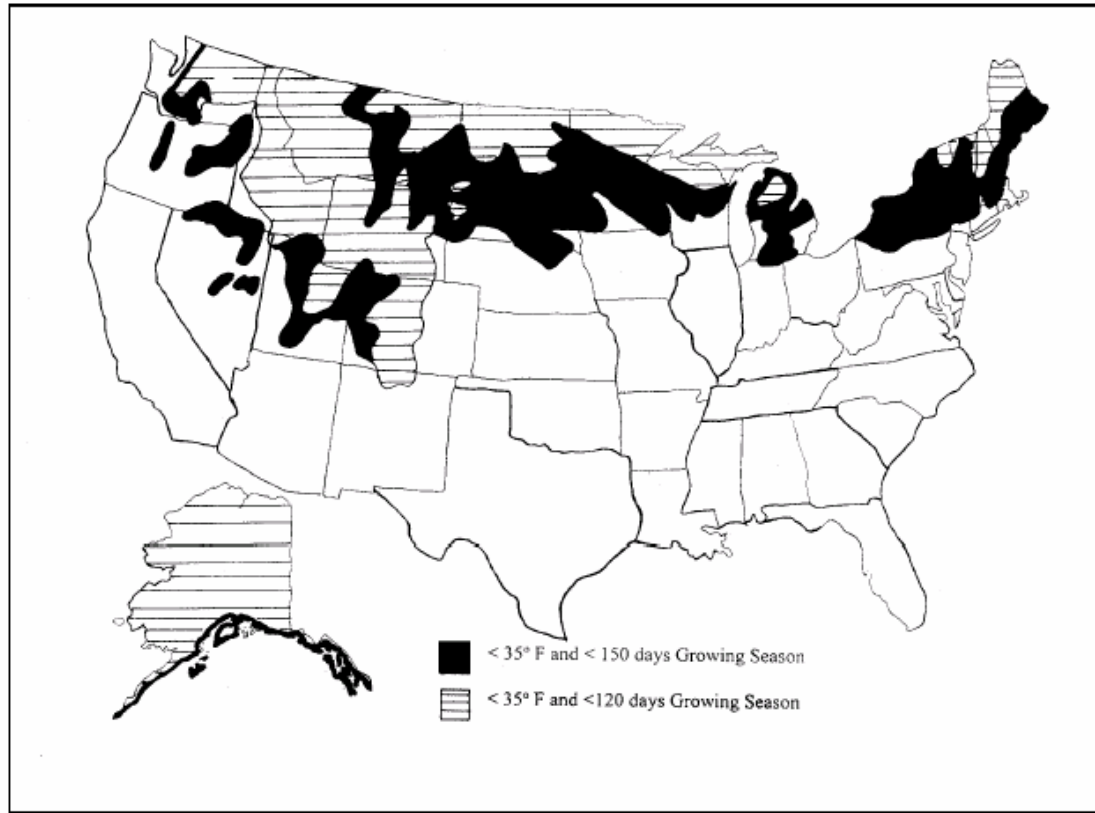 < 35° F and < 150 days Growing Season
< 35° F and <120 days Growing Season